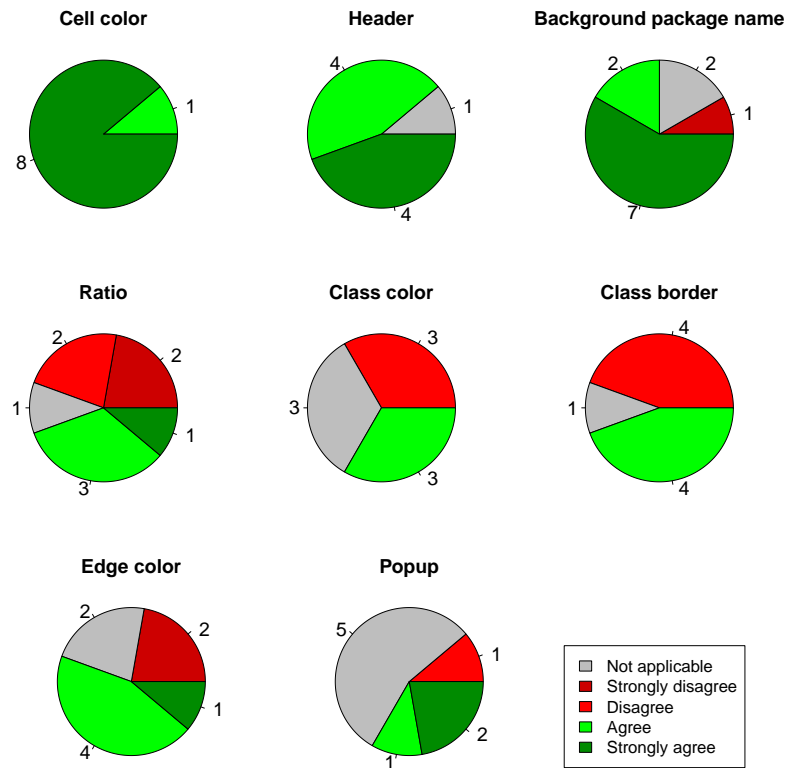 Cell color
Header
Background package name
8
1
4
1
4
2
2
1
7
Ratio
Class color
Class border
2
2
1
1
3
3
3
3
4
1
4
Edge color
Popup
2
2
1
4
5
1
2
1
Not applicable
Strongly disagree
Disagree
Agree
Strongly agree